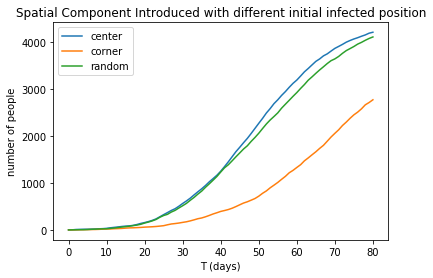 Spatial Component Introduced with different initial infected position
center
corner
random
number of people
4000
3000
2000
1000
0
0 10 20 30 40 50 60 70 80
T (days)